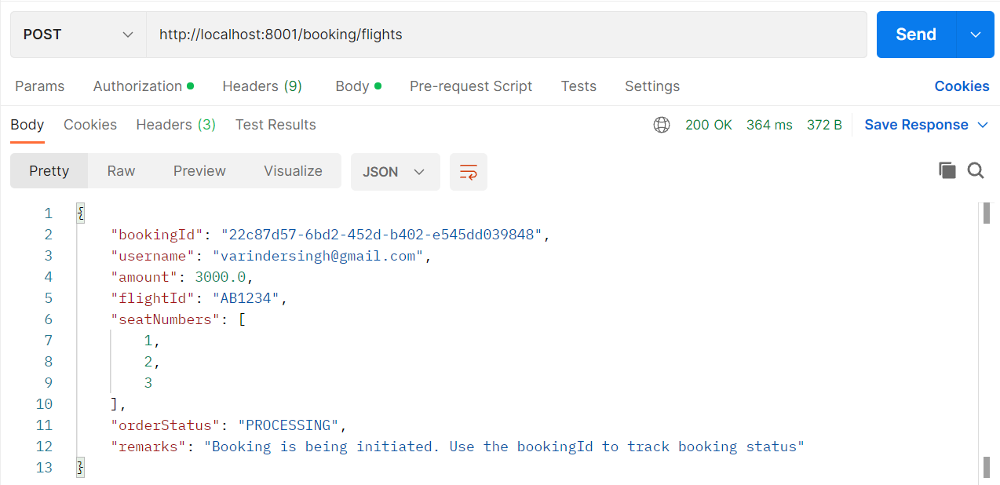 POST http://localhost:8001/booking/flights Send
Params Authorization Headers (9) Body Pre-request Script Tests Settings Cookies
Body Cookies Headers (3) Test Results 200 OK 364 ms 372 B Save Response
Pretty Raw Preview Visualize JSON
1 {
2 "bookingId": "22c87d57-6bd2-452d-b402-e545dd039848",
3 "username": "varindersingh@gmail.com",
4 "amount": 3000.0,
5 "flightId": "AB1234",
6 "seatNumbers": [
7 1,
8 2,
9 3
10 ],
11 "orderStatus": "PROCESSING",
12 "remarks": "Booking is being initiated. Use the bookingId to track booking status"
13 }